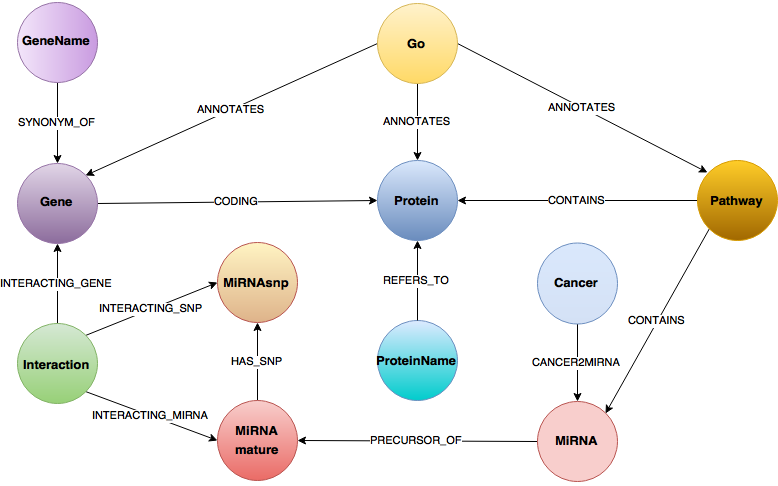 GeneName
Go
SYNONYM_OF
ANNOTATES
ANNOTATES
ANNOTATES
Gene
CODING
Protein
CONTAINS
Pathway
INTERACTING_GENE
INTERACTING_SNP
MiRNAsnp
REFERS_TO
Cancer
CONTAINS
Interaction
HAS_SNP
ProteinName
CANCER2MIRNA
INTERACTING_MIRNA
MiRNA
mature
PRECURSOR_OF
MiRNA